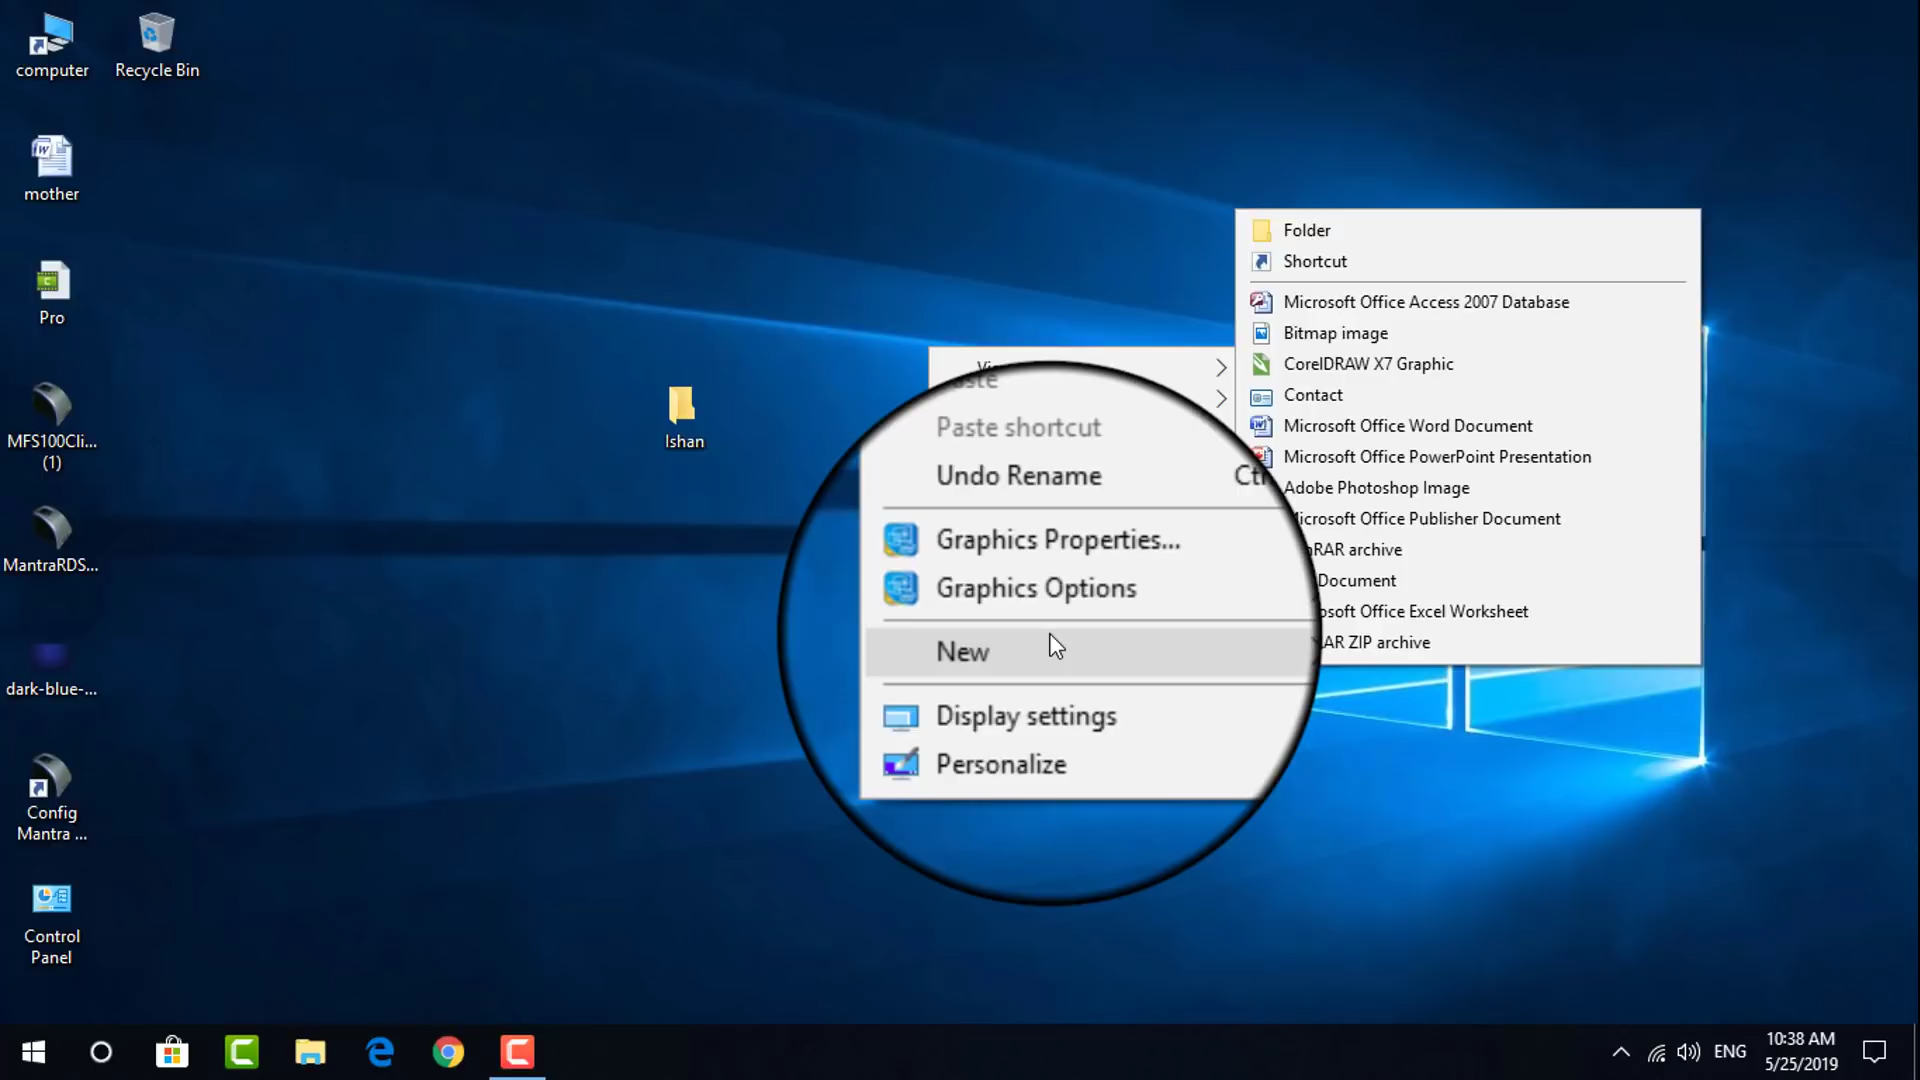 computer
Recycle Bin
mother
Pro
MFS100Cli...
(1)
MantraRDS...
dark-blue-...
Config
Mantra ...
Control
Panel
Ishan
Paste shortcut
Undo Rename
Graphics Properties...
Graphics Options
New
Display settings
Personalize
Folder
Shortcut
Microsoft Office Access 2007 Database
Bitmap image
CorelDRAW X7 Graphic
Contact
Microsoft Office Word Document
Microsoft Office PowerPoint Presentation
Adobe Photoshop Image
Microsoft Office Publisher Document
nRAR archive
Document
osoft Office Excel Worksheet
AR ZIP archive
ENG
10:38 AM
5/25/2019